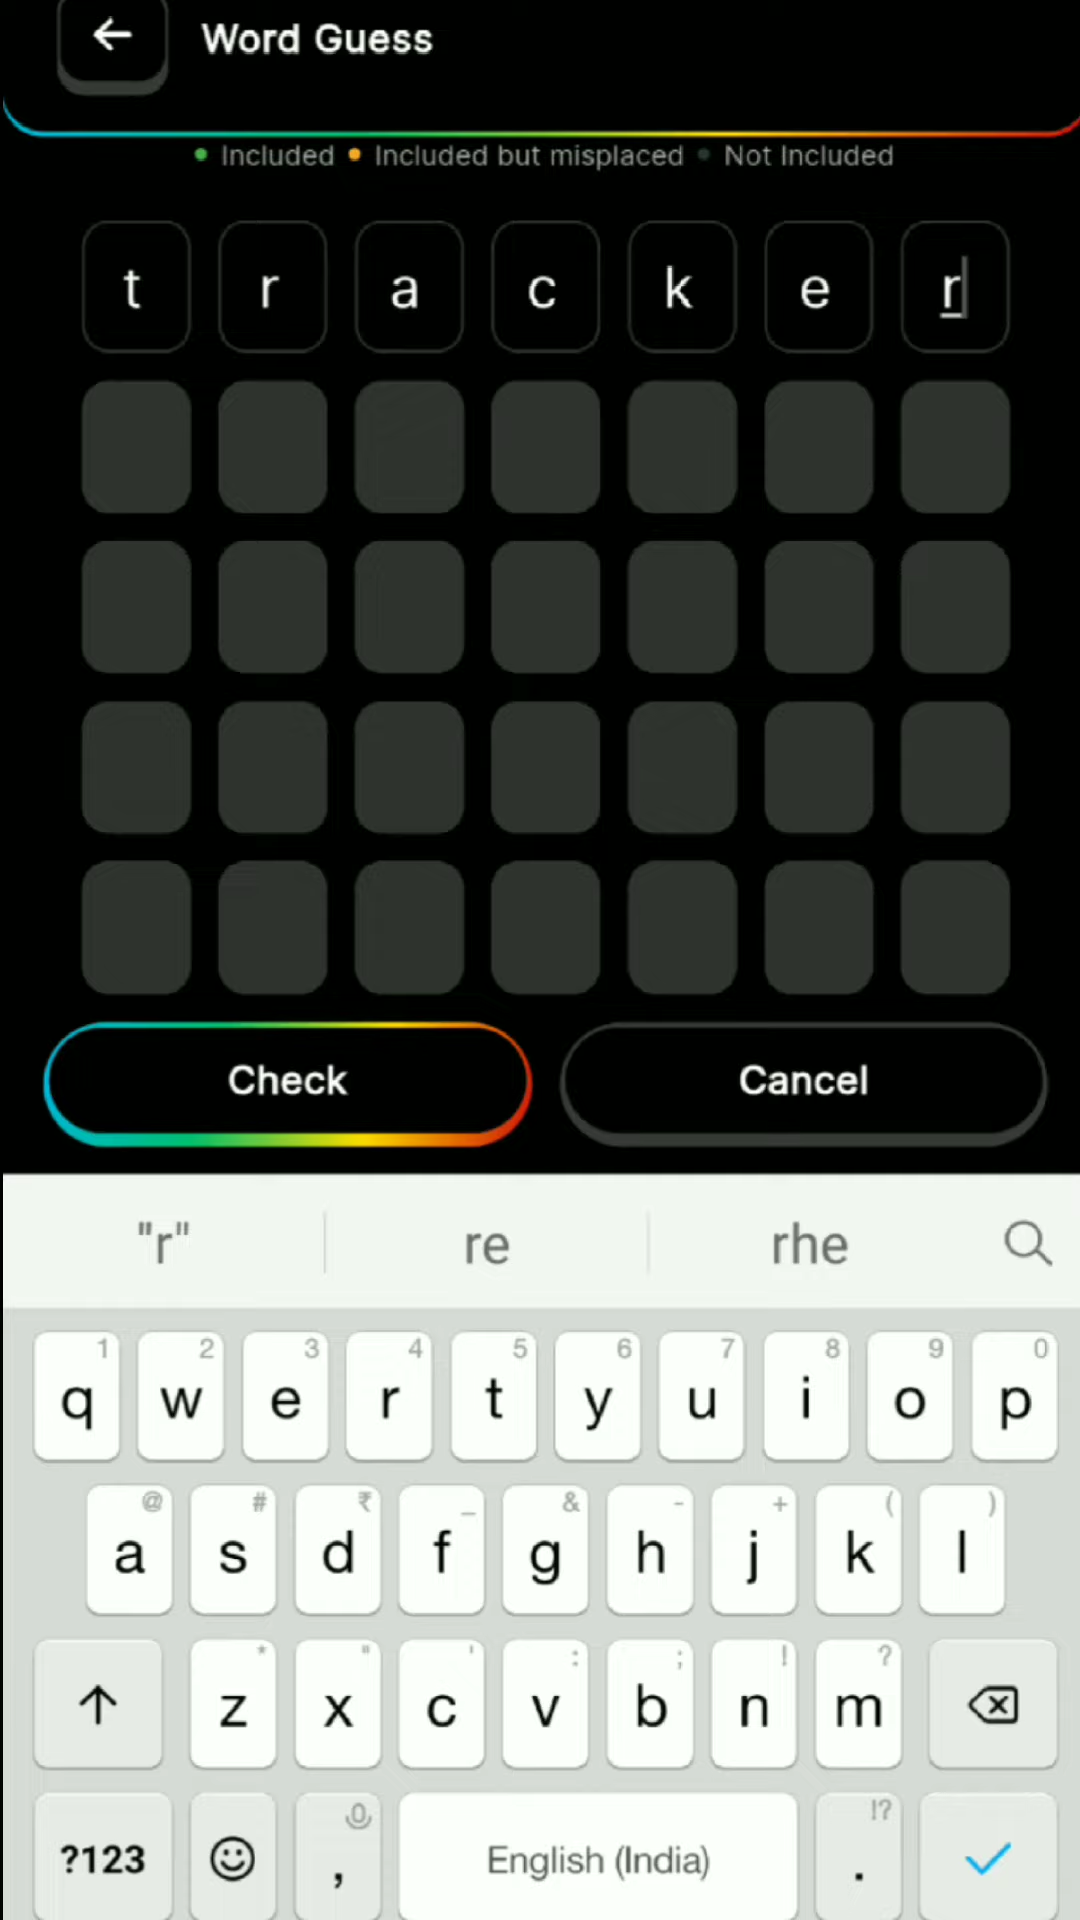 Word Guess
Included Included but misplaced Not Included
t r a c k e r
Check Cancel
"r" re rhe
1 2 3 4 5 6 7 8 9 0
q w e r t y u i o p
@ # ₹ _ & - + ( )
a s d f g h j k l
* " ' : ; ! ?
z x c v b n m
!?
?123 , English (India) .